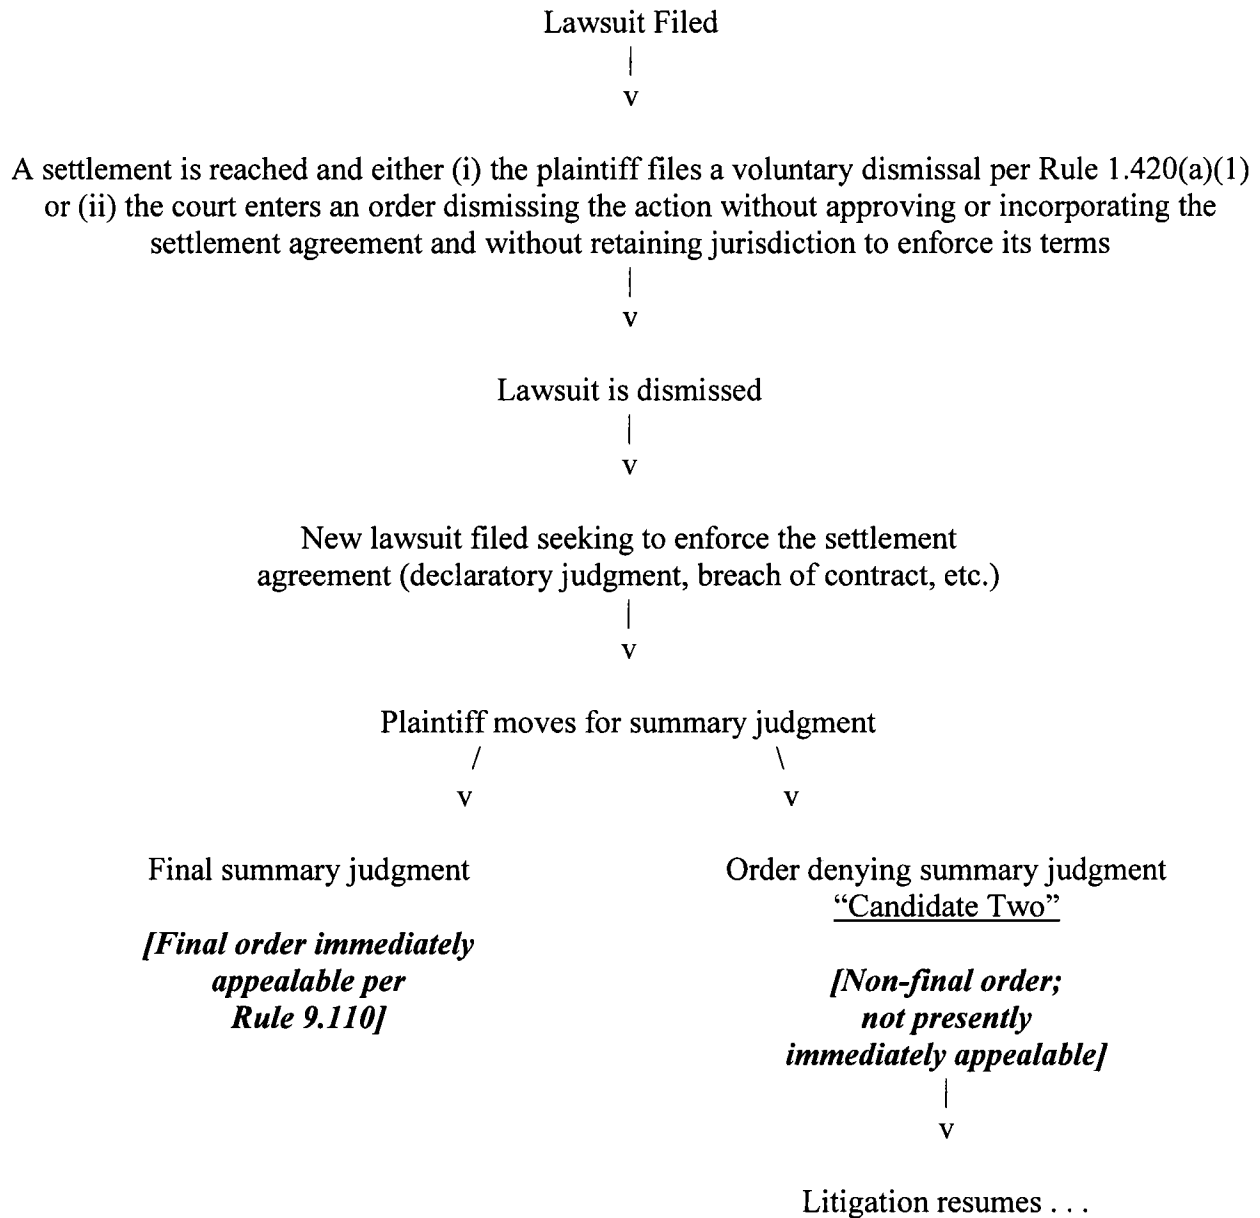 Lawsuit Filed
|
v
A settlement is reached and either (i) the plaintiff files a voluntary dismissal per Rule 1.420(a)(1)
or (ii) the court enters an order dismissing the action without approving or incorporating the
settlement agreement and without retaining jurisdiction to enforce its terms
|
v
Lawsuit is dismissed
|
v
New lawsuit filed seeking to enforce the settlement
agreement (declaratory judgment, breach of contract, etc.)
|
v
Plaintiff moves for summary judgment
/ \
v v
Final summary judgment
[Final order immediately
appealable per
Rule 9.110]
Order denying summary judgment
“Candidate Two”
[Non-final order;
not presently
immediately appealable]
|
v
Litigation resumes . . .